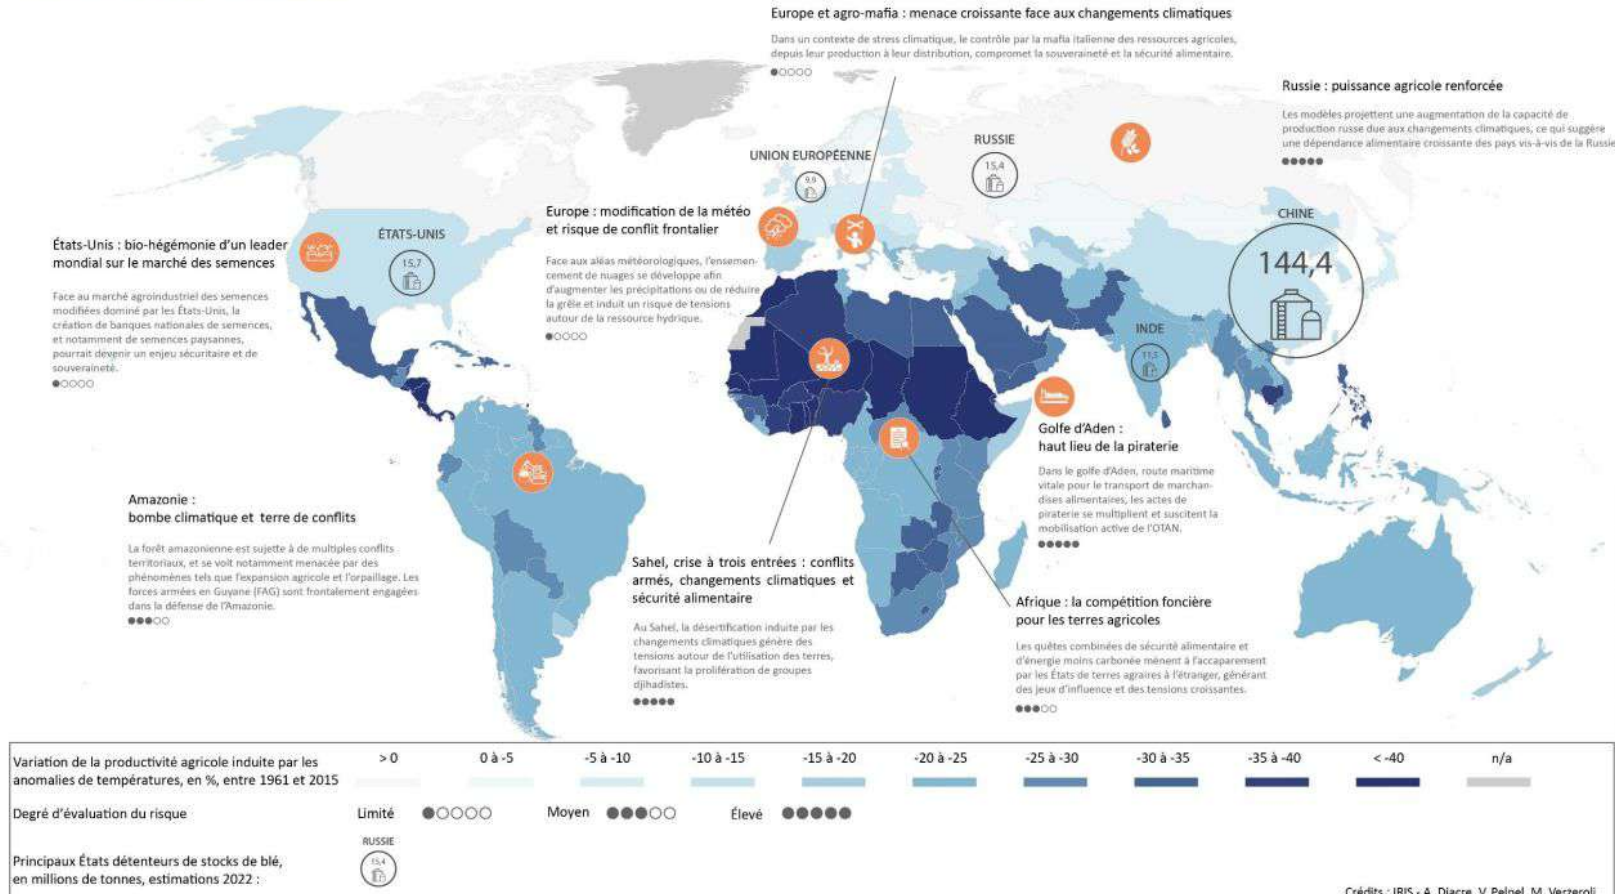 Europe et agro-mafia : menace croissante face aux changements climatiques
Dans un contexte de stress climatique, le contrôle par la mafia italienne des ressources agricoles,
depuis leur production à leur distribution, compromet la souveraineté et la sécurité alimentaire.
Russie : puissance agricole renforcée
Les modèles projettent une augmentation de la capacité de
production russe due aux changements climatiques, ce qui suggère
une dépendance alimentaire croissante des pays vis-à-vis de la Russie
RUSSIE
15,4
UNION EUROPÉENNE
9,9
Europe : modification de la météo
et risque de conflit frontalier
Face aux aléas météorologiques, l'ensemen-
cement de nuages se développe afin
d'augmenter les précipitations ou de réduire
la grêle et induit un risque de tensions
autour de la ressource hydrique.
CHINE
144,4
ÉTATS-UNIS
15,7
États-Unis : bio-hégémonie d'un leader
mondial sur le marché des semences
Face au marché agroindustriel des semences
modifiées dominé par les États-Unis, la
création de banques nationales de semences,
et notamment de semences paysannes,
pourrait devenir un enjeu sécuritaire et de
souveraineté.
INDE
11,5
Golfe d'Aden :
haut lieu de la piraterie
Dans le golfe d'Aden, route maritime
vitale pour le transport de marchan-
dises alimentaires, les actes de
piraterie se multiplient et suscitent la
mobilisation active de l'OTAN.
Amazonie :
bombe climatique et terre de conflits
La forêt amazonienne est sujette à de multiples conflits
territoriaux, et se voit notamment menacée par des
phénomènes tels que l'expansion agricole et l'orpaillage. Les
forces armées en Guyane (FAG) sont frontalement engagées
dans la défense de l'Amazonie.
Sahel, crise à trois entrées : conflits
armés, changements climatiques et
sécurité alimentaire
Au Sahel, la désertification induite par les
changements climatiques génère des
tensions autour de l'utilisation des terres,
favorisant la prolifération de groupes
djihadistes.
Afrique : la compétition foncière
pour les terres agricoles
Les quêtes combinées de sécurité alimentaire et
d'énergie moins carbonée mènent à l'accaparement
par les États de terres agraires à l'étranger, générant
des jeux d'influence et des tensions croissantes.
Variation de la productivité agricole induite par les
anomalies de températures, en %, entre 1961 et 2015
> 0
0 à -5
-5 à -10
-10 à -15
-15 à -20
-20 à -25
-25 à -30
-30 à -35
-35 à -40
< -40
n/a
Degré d'évaluation du risque
Limité
Moyen
Élevé
Principaux États détenteurs de stocks de blé,
en millions de tonnes, estimations 2022 :
RUSSIE
15,4
Crédits : IRIS - A. Diacre, V. Pelpel, M. Verzeroli